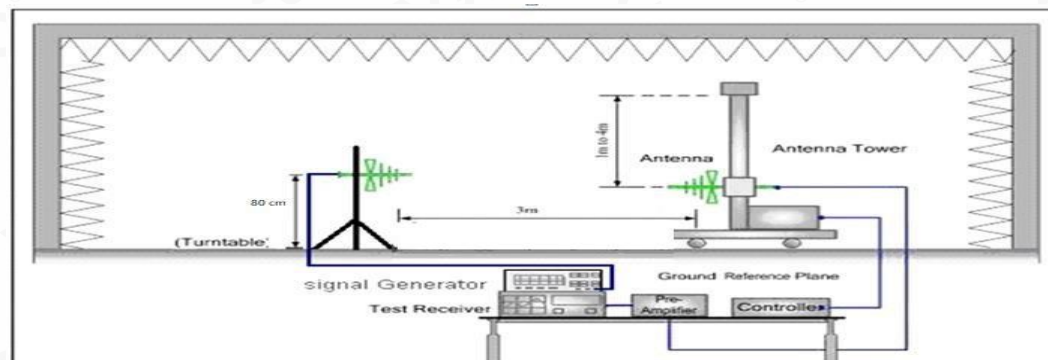 1m to 4m
Antenna
Antenna Tower
80 cm
3m
(Turntable)
Ground Reference Plane
signal Generator
Test Receiver
Pre-
Amplifier
Controller